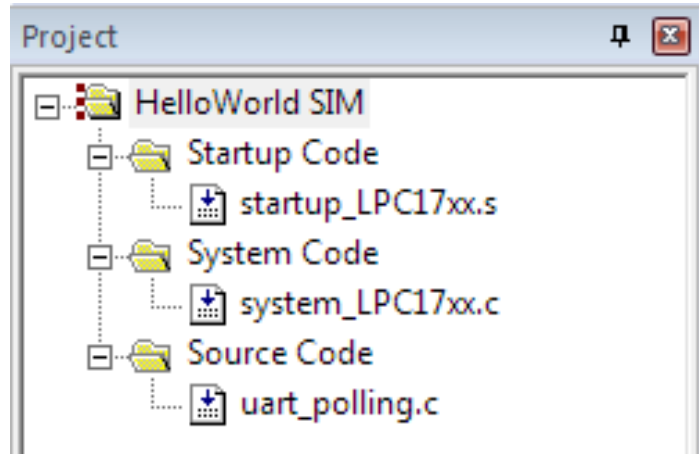 Project
HelloWorld SIM
Startup Code
startup_LPC17xx.s
System Code
system_LPC17xx.c
Source Code
uart_polling.c